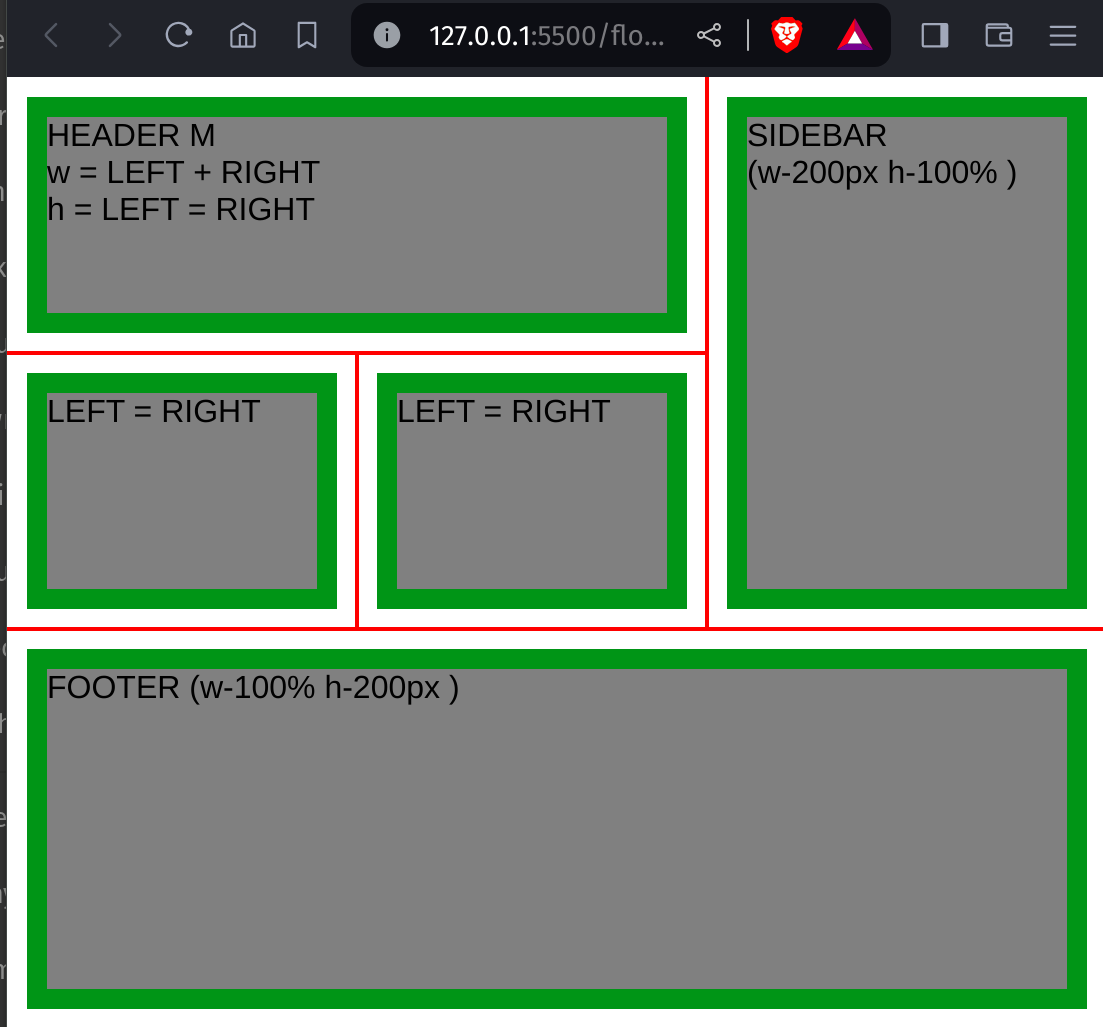 127.0.0.1:5500/flo...
HEADER M
w = LEFT + RIGHT
h = LEFT = RIGHT
SIDEBAR
(w-200px h-100% )
LEFT = RIGHT
LEFT = RIGHT
FOOTER (w-100% h-200px )